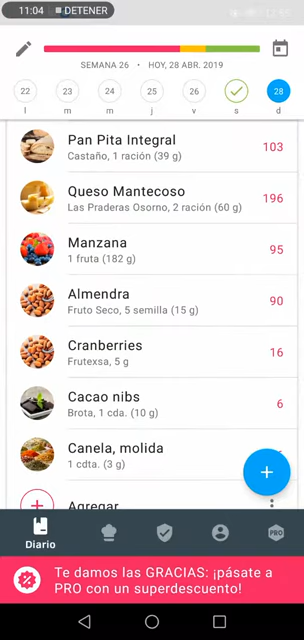 11:04 DETENER
SEMANA 26 • HOY, 28 ABR. 2019
22 23 24 25 26 28
l m m j v s d
Pan Pita Integral
Castaño, 1 ración (39 g)
103
Queso Mantecoso
Las Praderas Osorno, 2 ración (60 g)
196
Manzana
1 fruta (182 g)
95
Almendra
Fruto Seco, 5 semilla (15 g)
90
Cranberries
Frutexsa, 5 g
16
Cacao nibs
Brota, 1 cda. (10 g)
6
Canela, molida
1 cdta. (3 g)
Agregar
Diario
PRO
Te damos las GRACIAS: ¡pásate a
PRO con un superdescuento!